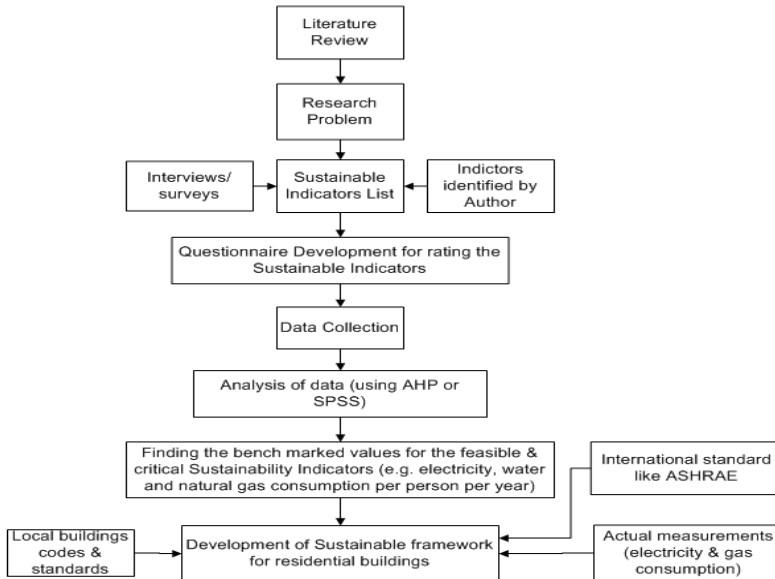 Literature
Review
Research
Problem
Interviews/
surveys
Sustainable
Indicators List
Indictors
identified by
Author
Questionnaire Development for rating the
Sustainable Indicators
Data Collection
Analysis of data (using AHP or
SPSS)
Finding the bench marked values for the feasible &
critical Sustainability Indicators (e.g. electricity, water
and natural gas consumption per person per year)
International standard
like ASHRAE
Local buildings
codes &
standards
Development of Sustainable framework
for residential buildings
Actual measurements
(electricity & gas
consumption)